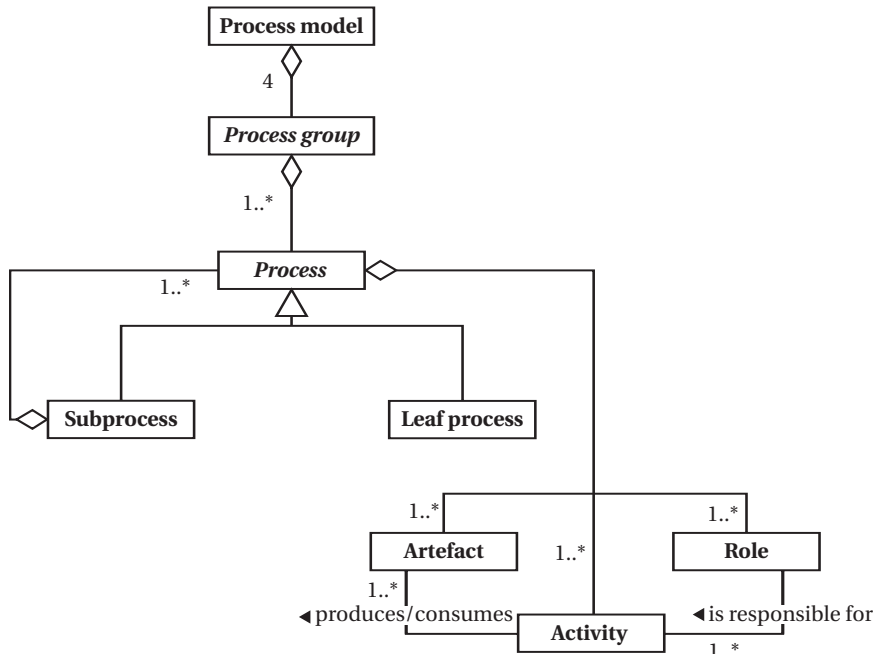 Process model
4
Process group
1..*
Process
1..*
Subprocess
Leaf process
1..*
1..*
Artefact
1..*
Role
1..*
◄ produces/consumes
◄ is responsible for
Activity
1..*